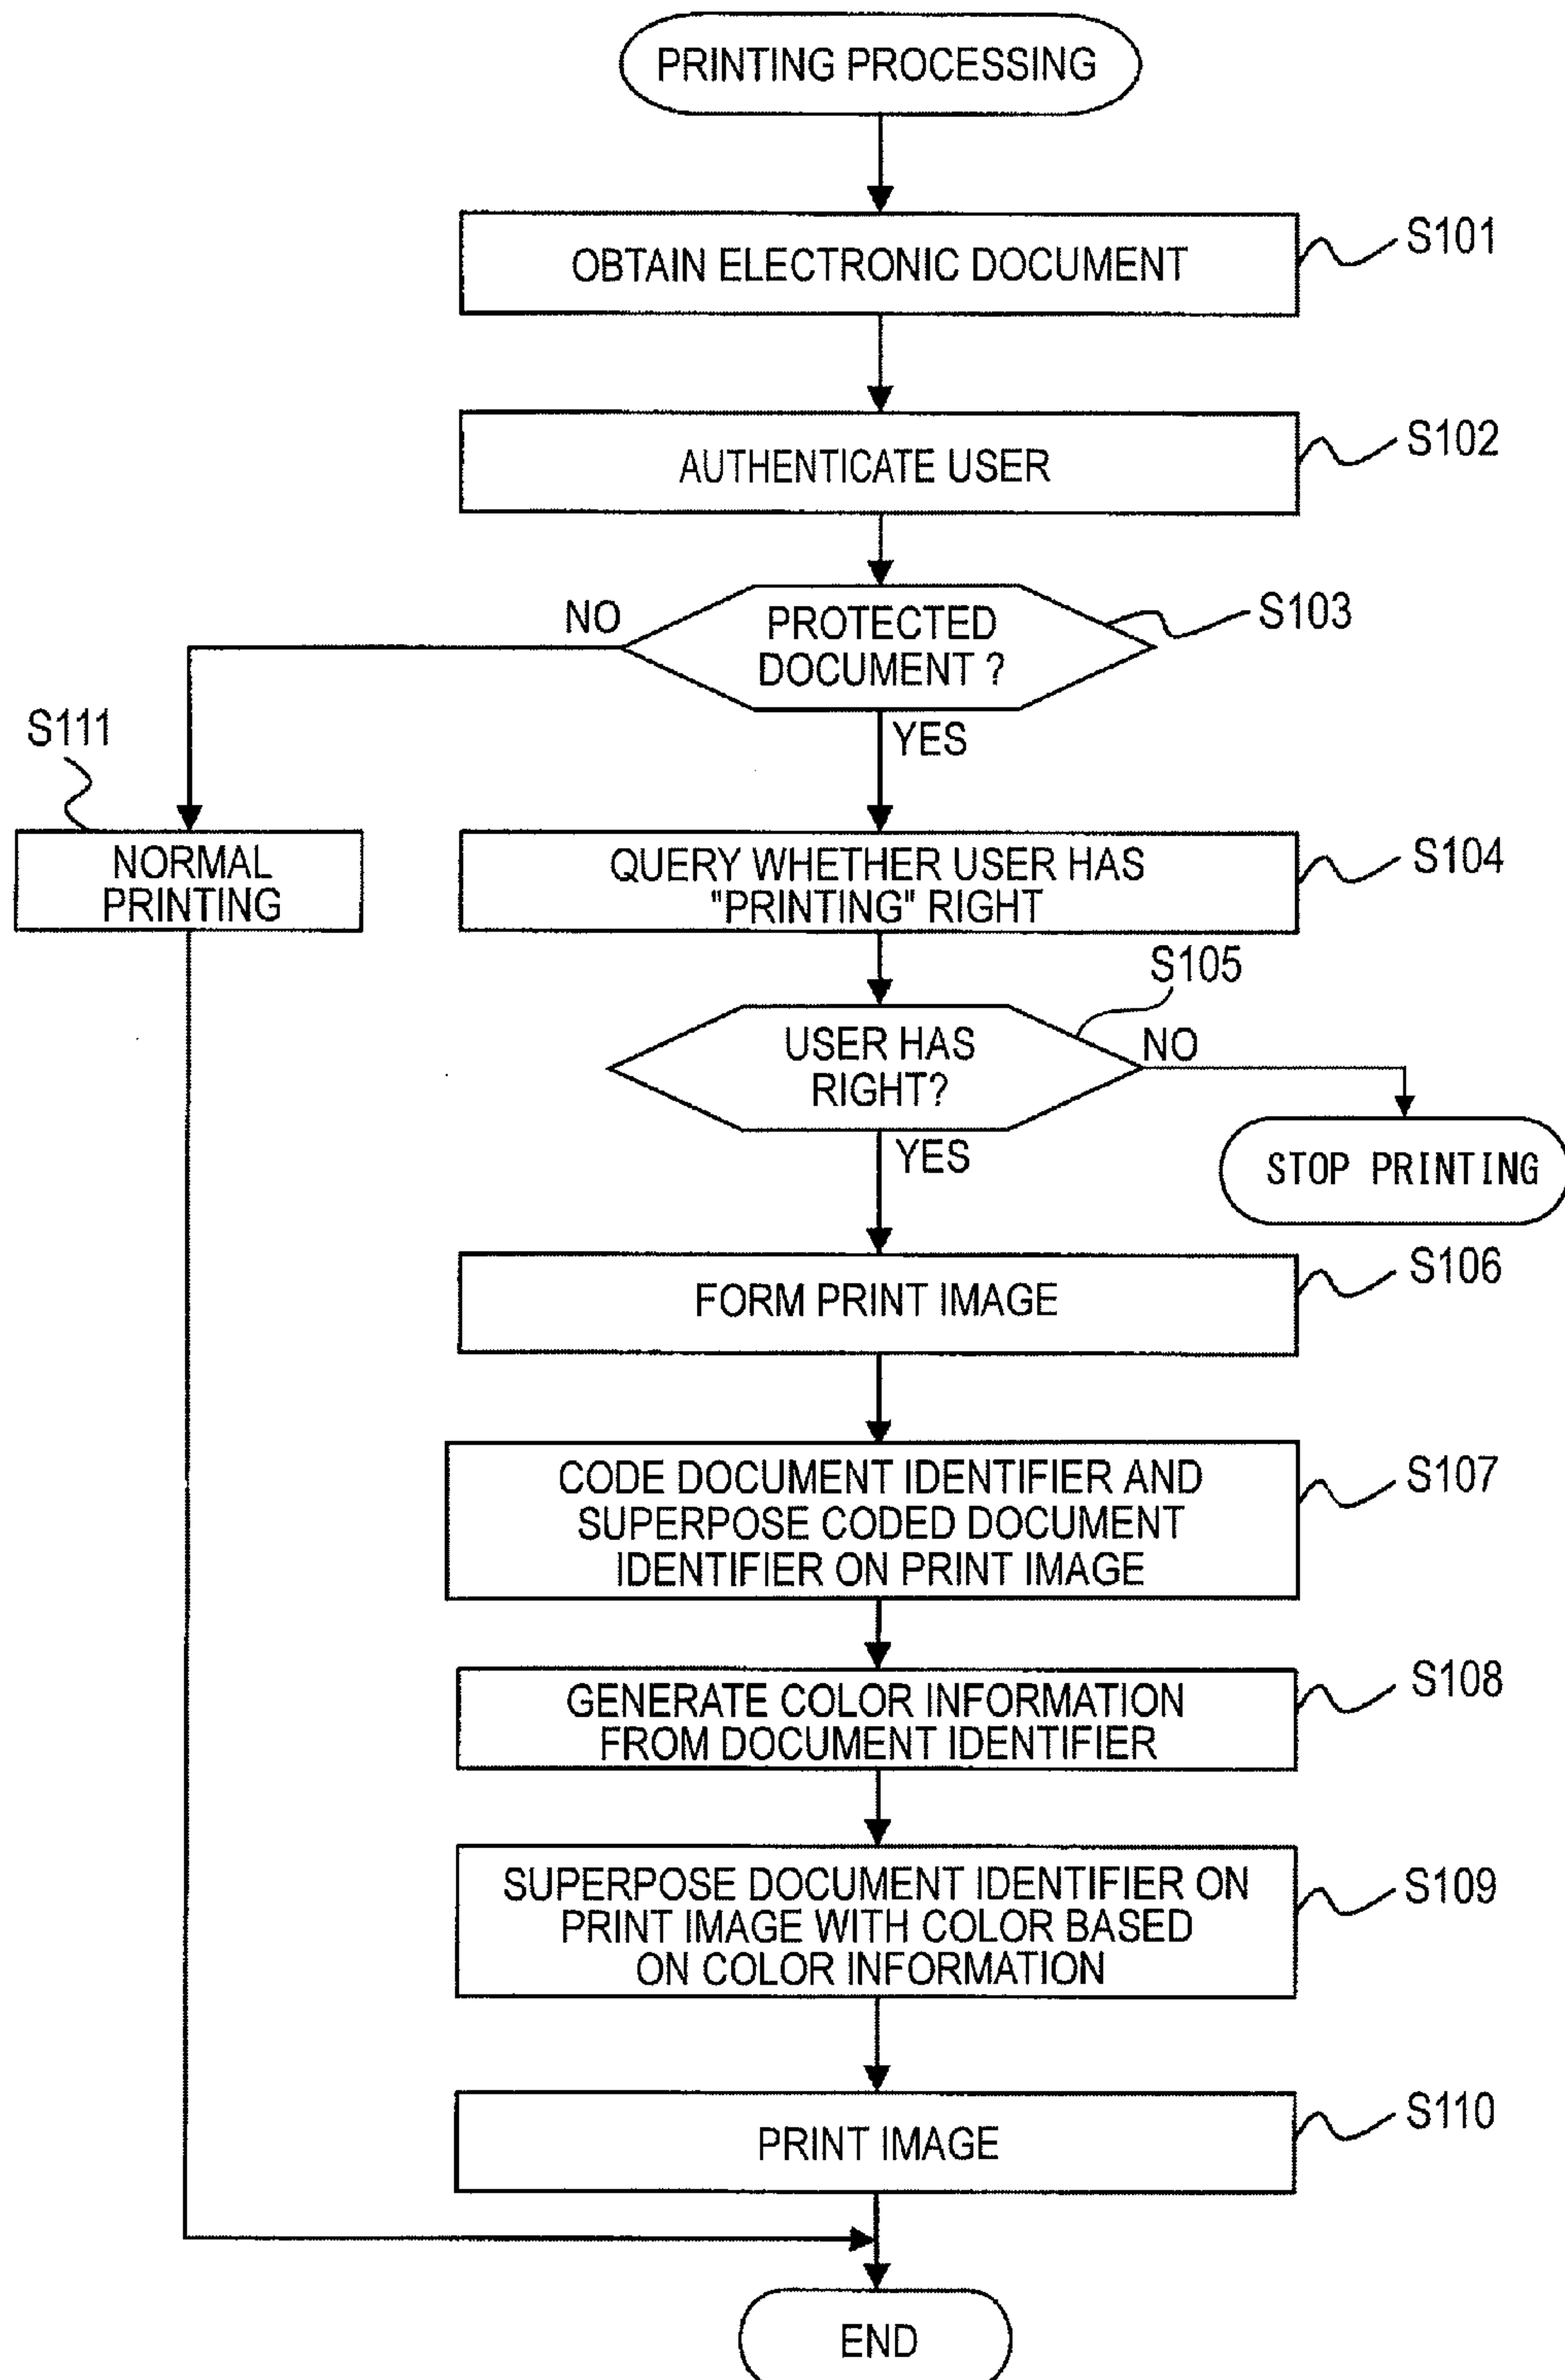 PRINTING PROCESSING
OBTAIN ELECTRONIC DOCUMENT
S101
AUTHENTICATE USER
S102
PROTECTED
DOCUMENT ?
S103
NO
YES
S111
NORMAL
PRINTING
QUERY WHETHER USER HAS
"PRINTING" RIGHT
S104
USER HAS
RIGHT?
S105
NO
YES
STOP PRINTING
FORM PRINT IMAGE
S106
CODE DOCUMENT IDENTIFIER AND
SUPERPOSE CODED DOCUMENT
IDENTIFIER ON PRINT IMAGE
S107
GENERATE COLOR INFORMATION
FROM DOCUMENT IDENTIFIER
S108
SUPERPOSE DOCUMENT IDENTIFIER ON
PRINT IMAGE WITH COLOR BASED
ON COLOR INFORMATION
S109
PRINT IMAGE
S110
END